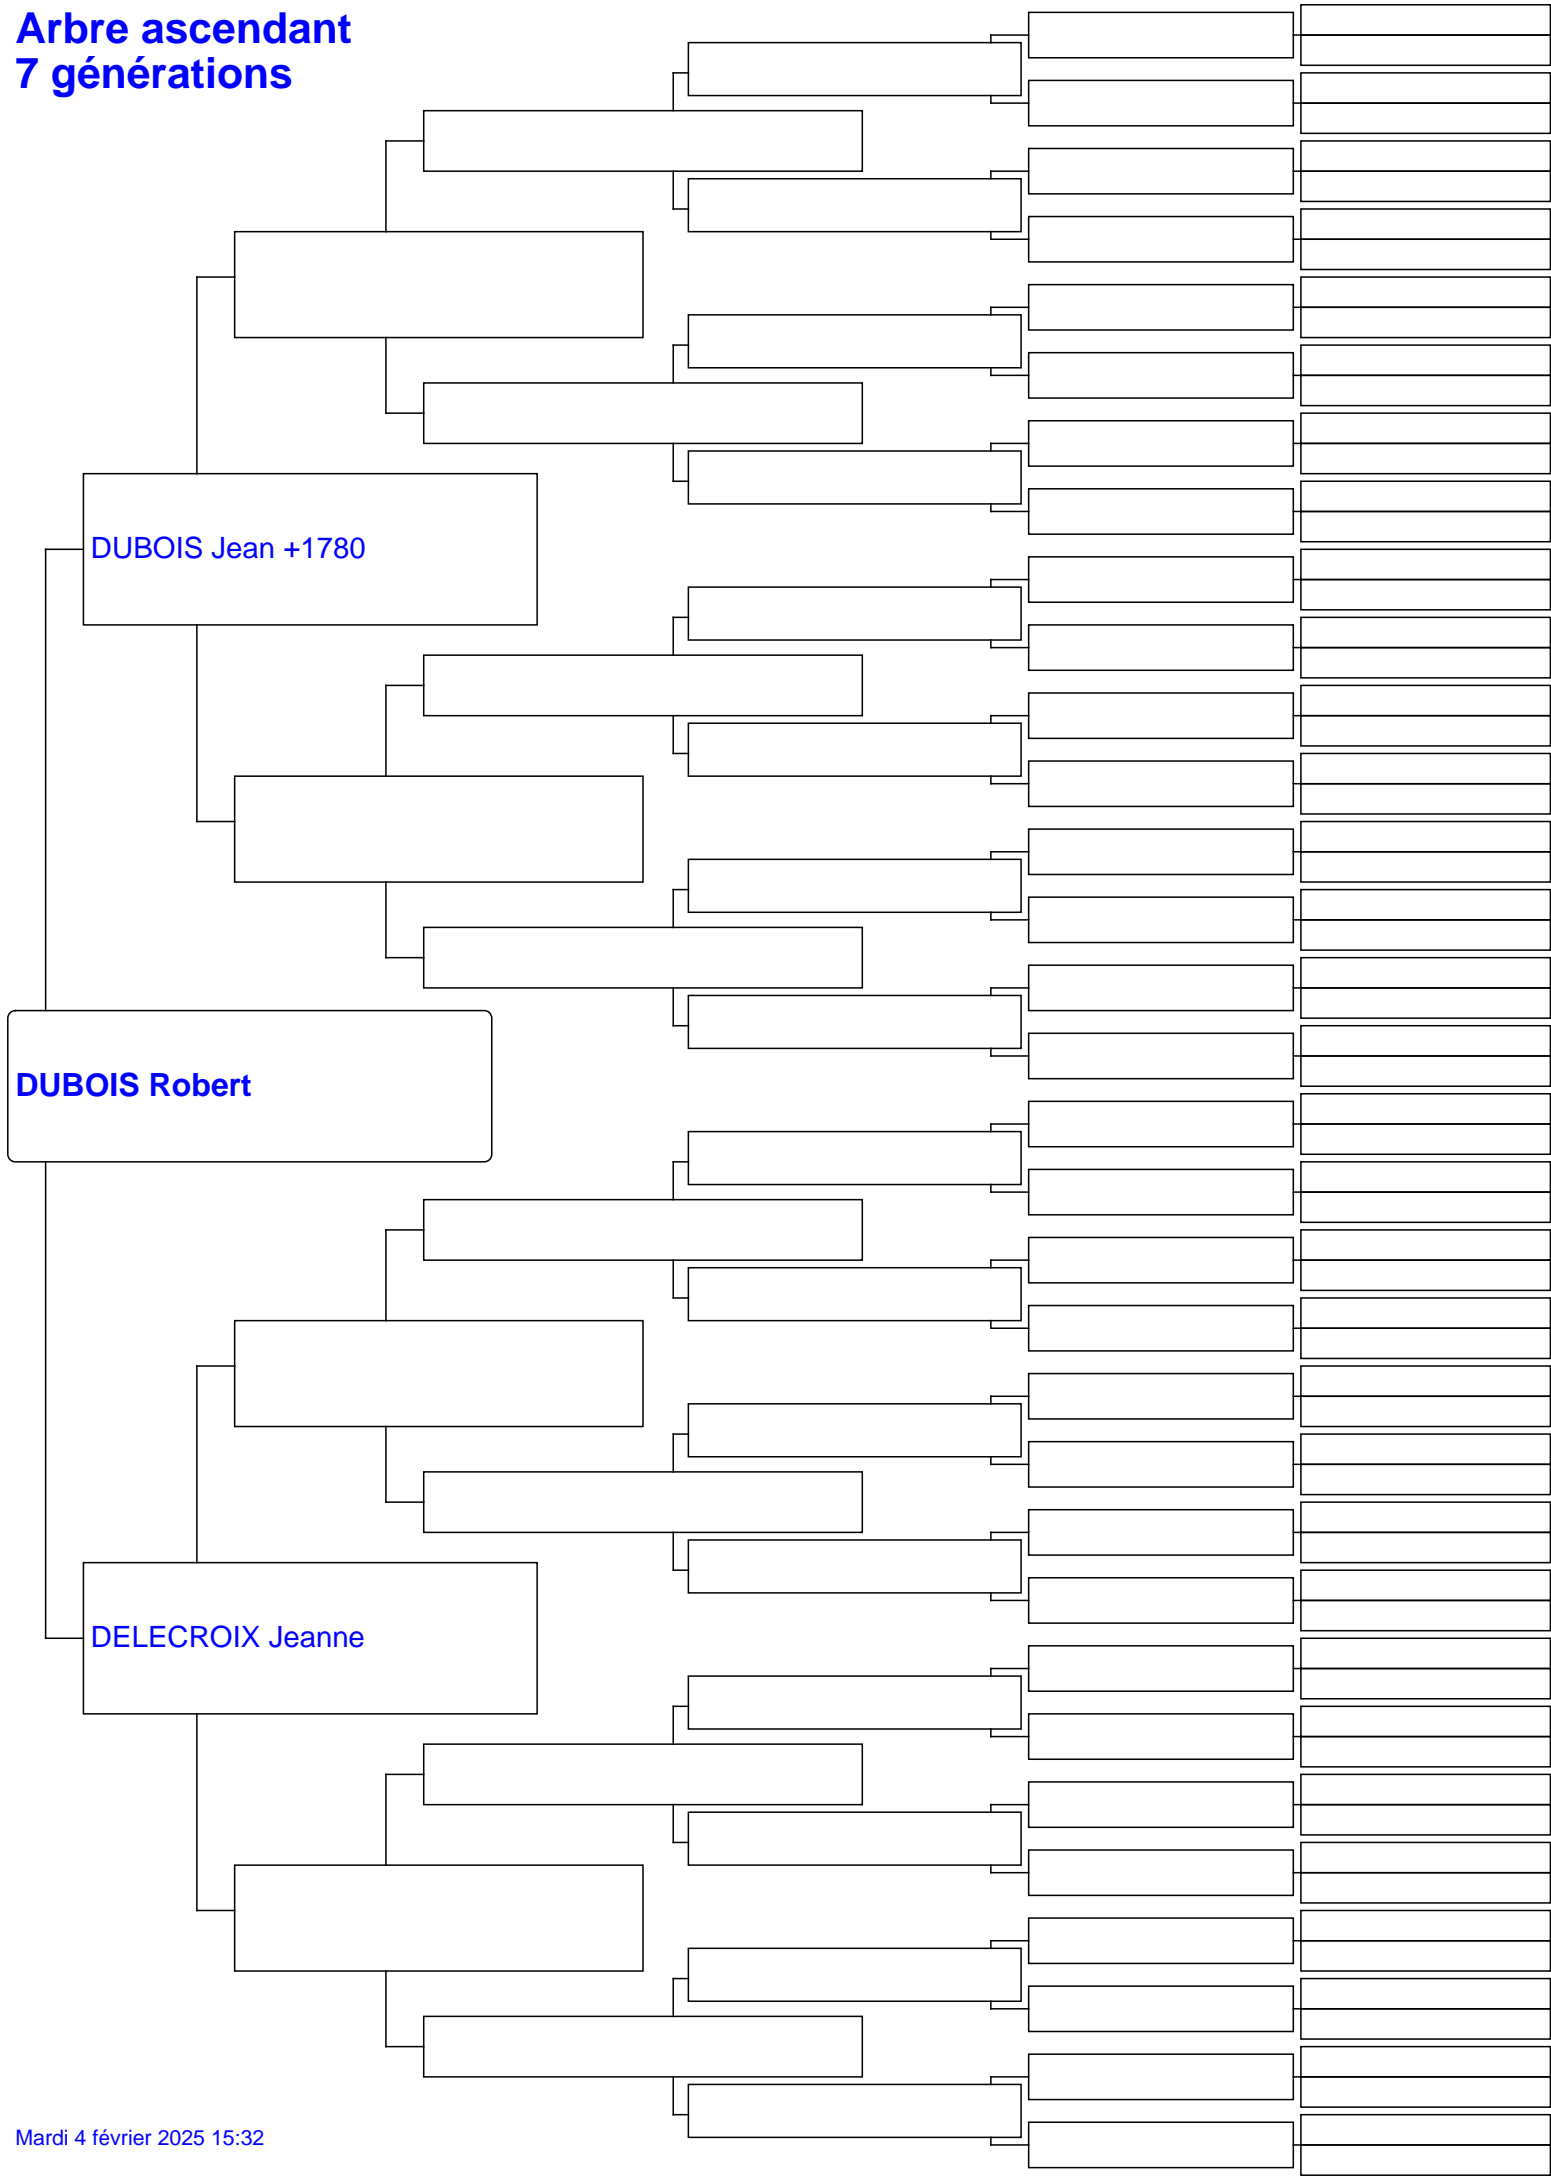 Arbre ascendant
7 générations
DUBOIS Jean +1780
DUBOIS Robert
DELECROIX Jeanne
Mardi 4 février 2025 15:32